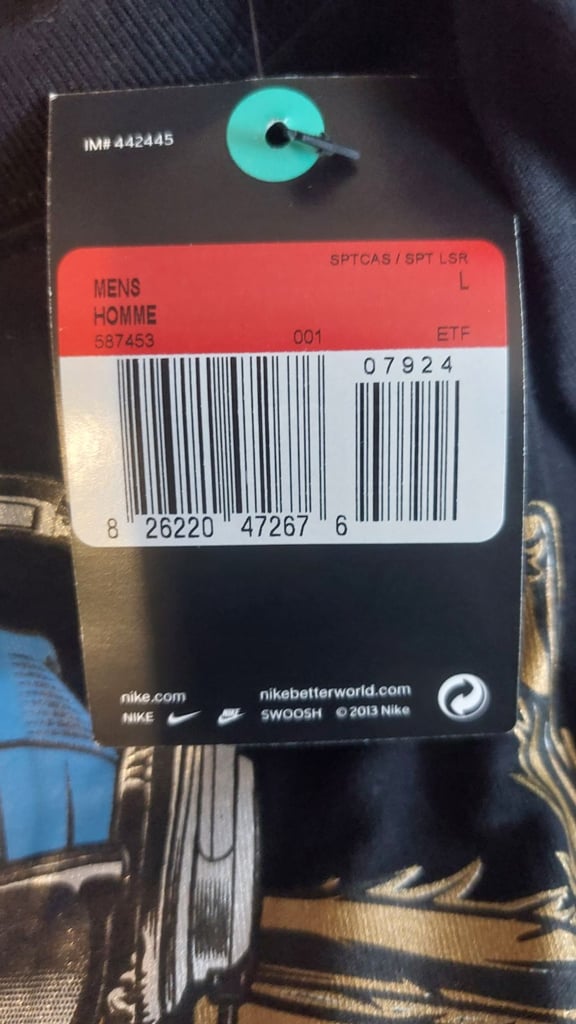 IM# 442445
SPTCAS / SPT LSR
MENS L
HOMME
587453 001 ETF
07924
8 26220 47267 6
nike.com nikebetterworld.com
NIKE SWOOSH © 2013 Nike